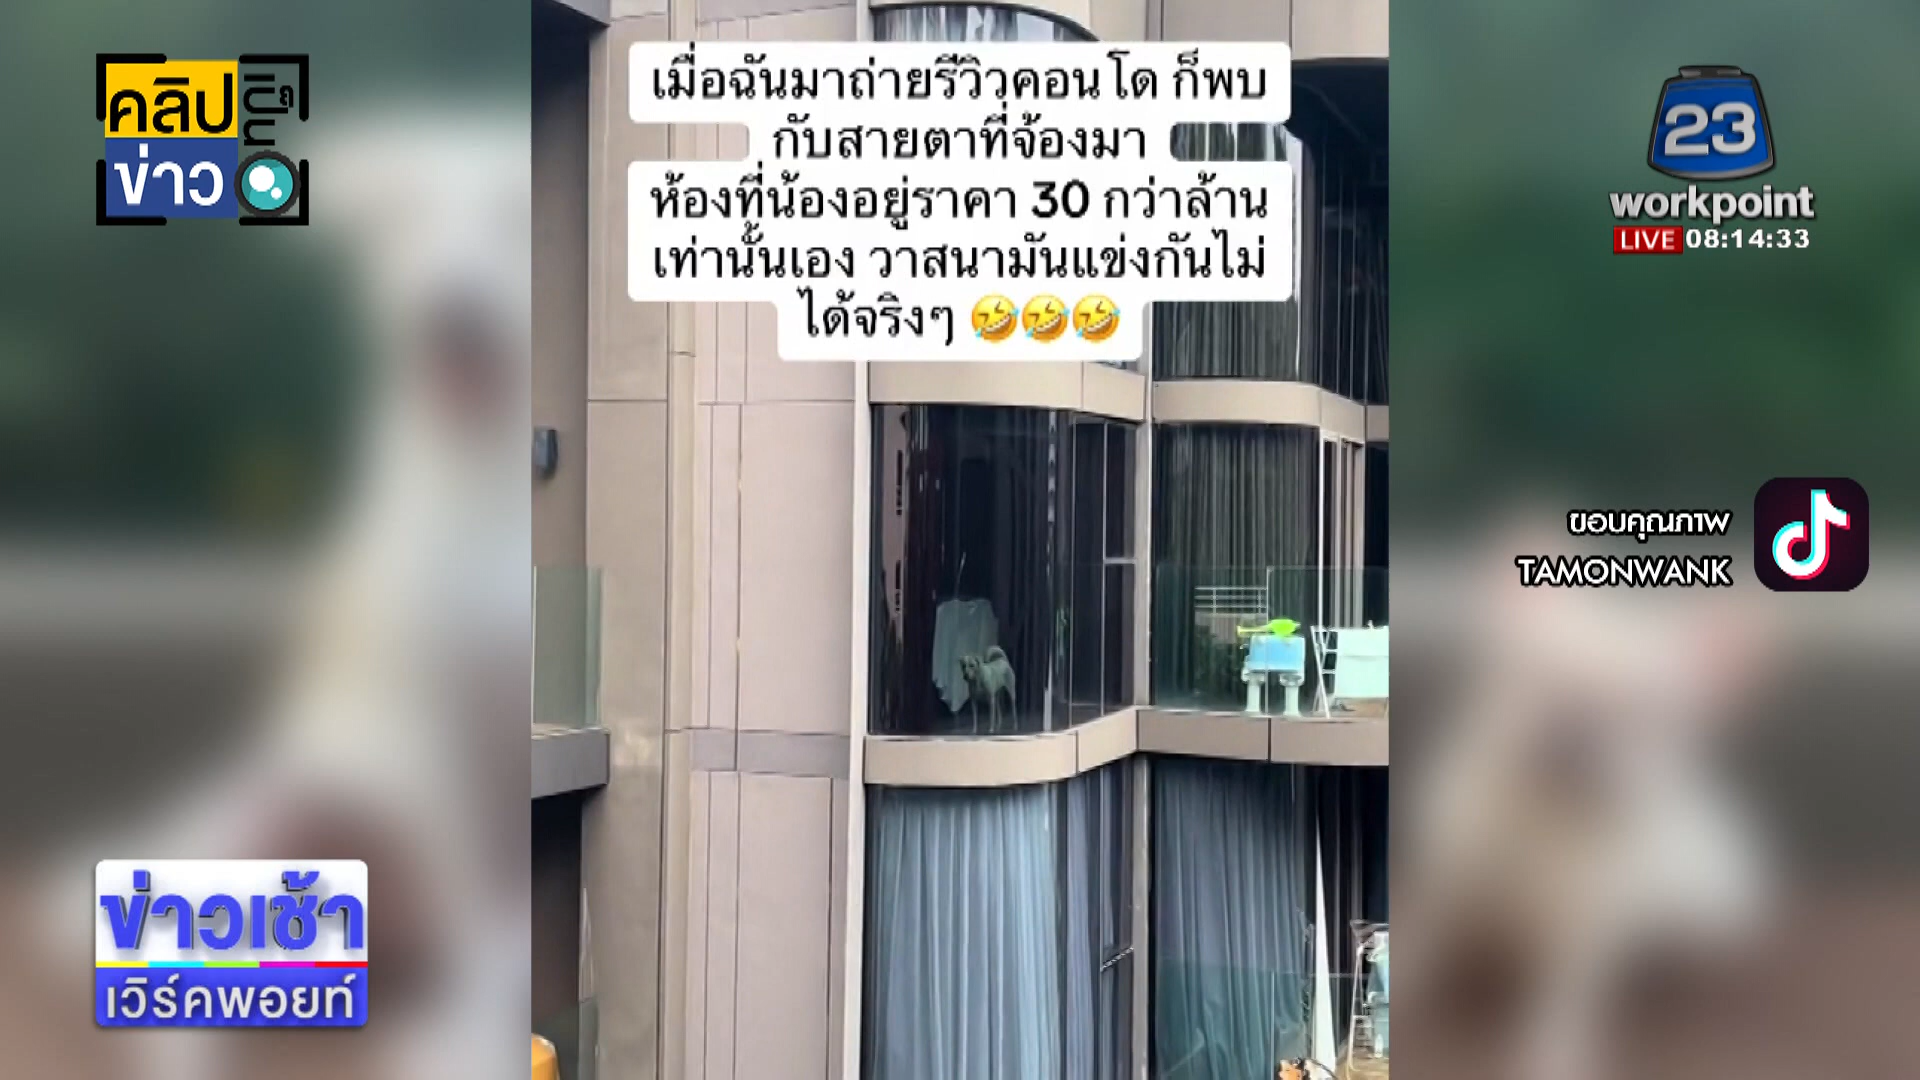 คลิป
ข่าว
เมื่อฉันมาถ่ายรีวิวคอนโด ก็พบ
กับสายตาที่จ้องมา
ห้องที่น้องอยู่ราคา 30 กว่าล้าน
เท่านั้นเอง วาสนามันแข่งกันไม่
ได้จริงๆ 🤣🤣🤣
23
workpoint
LIVE 08:14:33
ขอบคุณภาพ
TAMONWANK
ข่าวเช้า
เวิร์คพอยท์